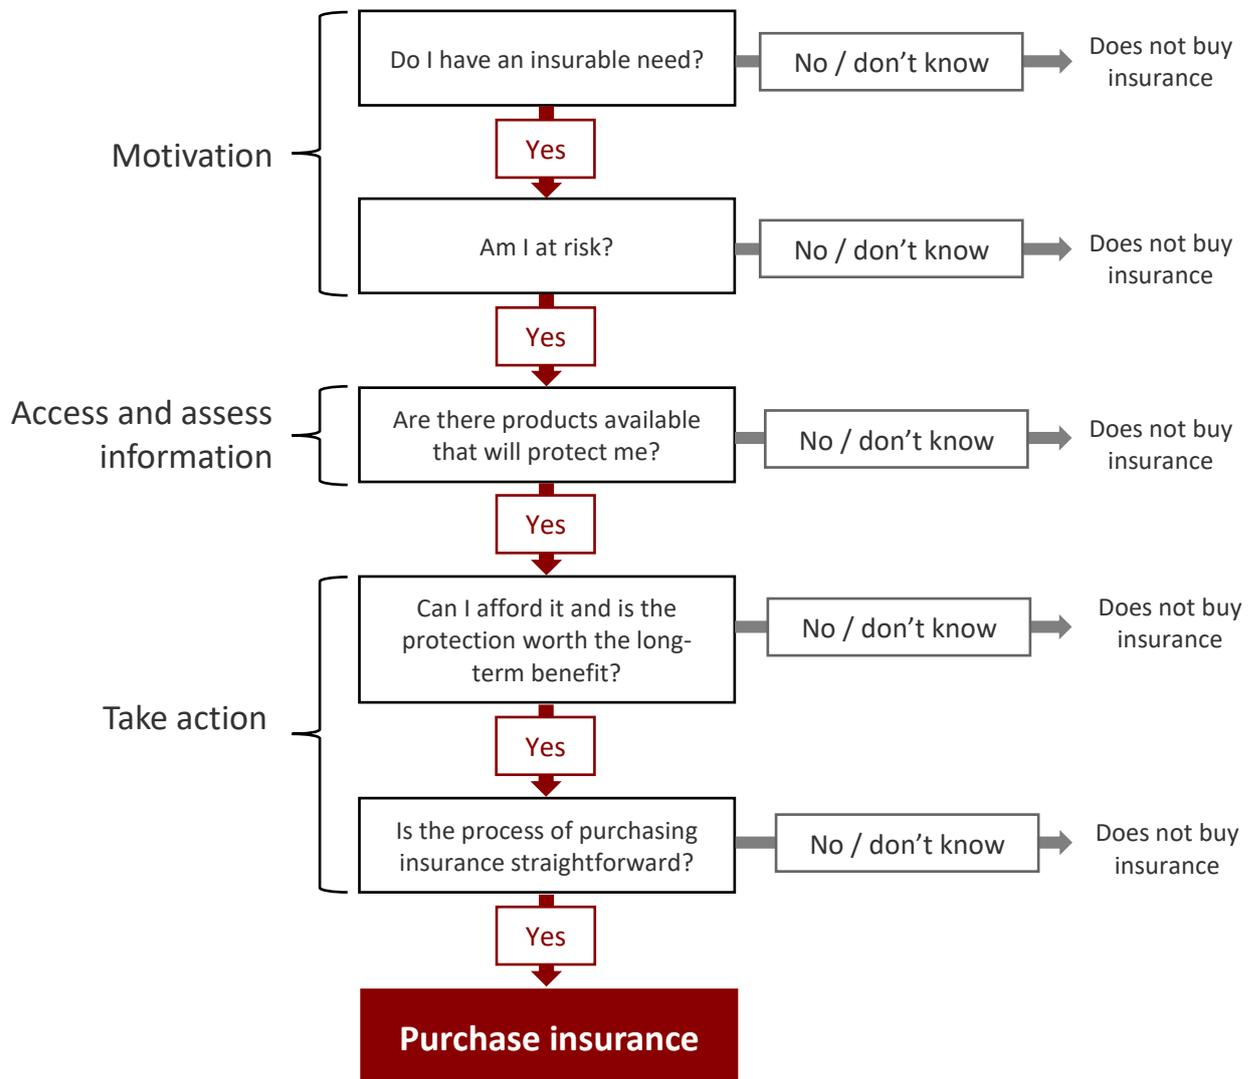 Do I have an insurable need?
No / don’t know
Does not buy
insurance
Motivation
Yes
Am I at risk?
No / don’t know
Does not buy
insurance
Yes
Access and assess
information
Are there products available
that will protect me?
No / don’t know
Does not buy
insurance
Yes
Take action
Can I afford it and is the
protection worth the long-
term benefit?
No / don’t know
Does not buy
insurance
Yes
Is the process of purchasing
insurance straightforward?
No / don’t know
Does not buy
insurance
Yes
Purchase insurance